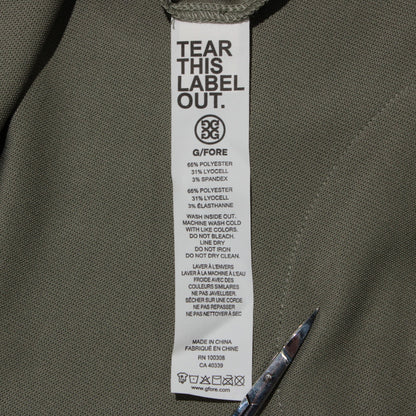 TEAR
THIS
LABEL
OUT.
G/FORE
66% POLYESTER
31% LYOCELL
3% SPANDEX
66% POLYESTER
31% LYOCELL
3% ÉLASTHANNE
WASH INSIDE OUT.
MACHINE WASH COLD
WITH LIKE COLORS.
DO NOT BLEACH.
LINE DRY
DO NOT IRON
DO NOT DRY CLEAN.
LAVER À L'ENVERS
LAVER À LA MACHINE À L'EAU
FROIDE AVEC DES
COULEURS SIMILAIRES
NE PAS JAVELLISER.
SÉCHER SUR UNE CORDE
NE PAS REPASSER
NE PAS NETTOYER À SEC
MADE IN CHINA
FABRIQUÉ EN CHINE
RN 100308
CA 40339
www.gfore.com